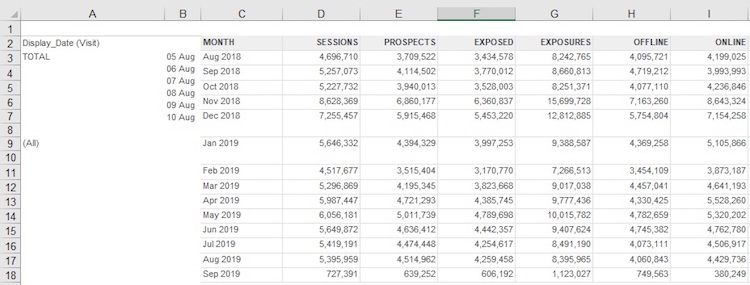 A B C D E F G H I
1
2 Display_Date (Visit) MONTH SESSIONS PROSPECTS EXPOSED EXPOSURES OFFLINE ONLINE
3 TOTAL 05 Aug Aug 2018 4,696,710 3,709,522 3,434,578 8,242,765 4,095,721 4,199,025
4 06 Aug Sep 2018 5,257,073 4,114,502 3,770,012 8,660,813 4,719,212 3,993,993
5 07 Aug Oct 2018 5,227,732 3,940,013 3,528,003 8,251,371 4,077,110 4,236,846
08 Aug
6 09 Aug Nov 2018 8,628,369 6,860,177 6,360,837 15,699,728 7,163,260 8,643,324
7 10 Aug Dec 2018 7,255,457 5,915,468 5,453,220 12,812,885 5,754,804 7,154,258
8
9 (All) Jan 2019 5,646,332 4,394,329 3,997,253 9,388,587 4,369,258 5,105,866
10
11 Feb 2019 4,517,677 3,515,404 3,170,770 7,266,513 3,454,109 3,873,187
12 Mar 2019 5,296,869 4,195,345 3,823,668 9,017,038 4,457,041 4,641,193
13 Apr 2019 5,987,447 4,721,293 4,385,745 9,777,436 4,330,425 5,528,260
14 May 2019 6,056,181 5,011,739 4,789,698 10,015,782 4,782,659 5,320,202
15 Jun 2019 5,649,872 4,636,412 4,442,357 9,407,624 4,745,382 4,762,780
16 Jul 2019 5,419,191 4,474,448 4,254,617 8,491,190 4,073,111 4,506,917
17 Aug 2019 5,395,959 4,514,962 4,259,458 8,395,965 4,060,843 4,429,736
18 Sep 2019 727,391 639,252 606,192 1,123,027 749,563 380,249